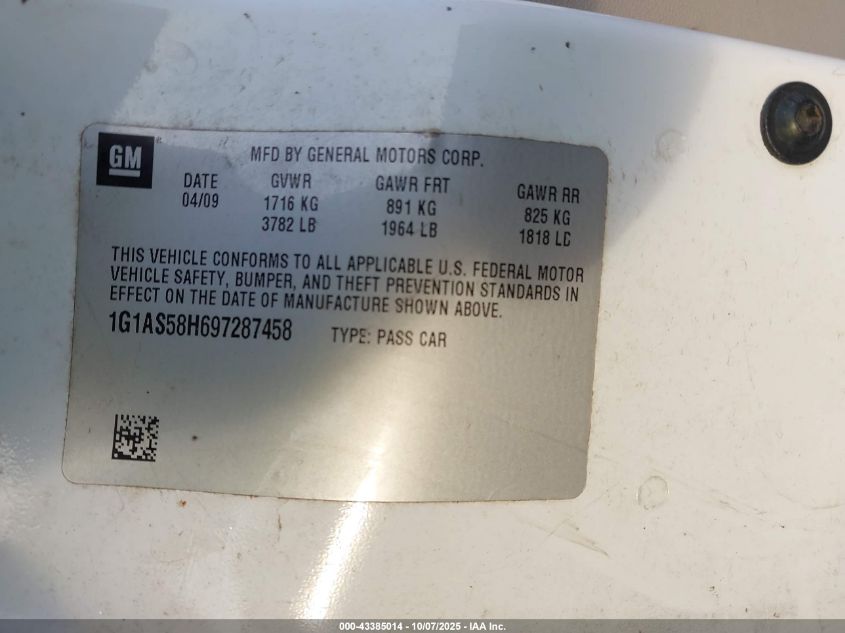 GM
MFD BY GENERAL MOTORS CORP.
DATE GVWR GAWR FRT GAWR RR
04/09 1716 KG 891 KG 825 KG
3782 LB 1964 LB 1818 LB
THIS VEHICLE CONFORMS TO ALL APPLICABLE U.S. FEDERAL MOTOR
VEHICLE SAFETY, BUMPER, AND THEFT PREVENTION STANDARDS IN
EFFECT ON THE DATE OF MANUFACTURE SHOWN ABOVE.
1G1AS58H697287458 TYPE: PASS CAR
000-43385014 - 10/07/2025 - IAA Inc.